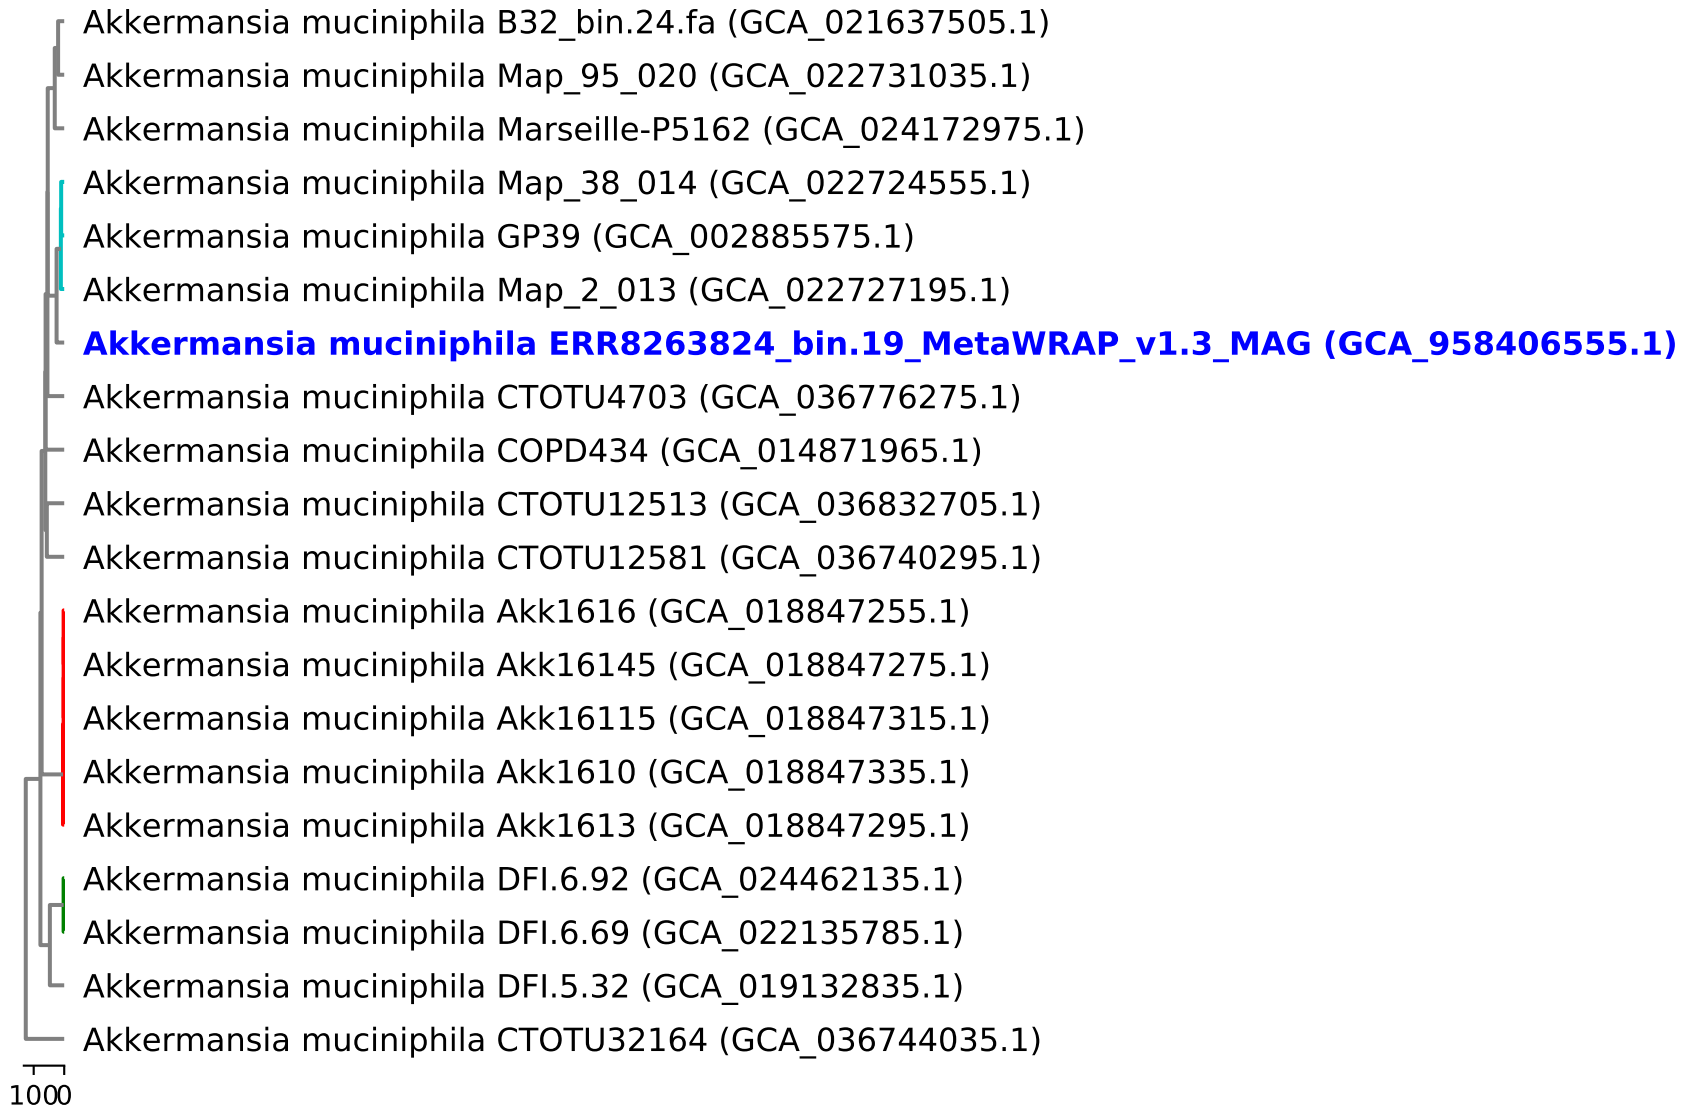 Akkermansia muciniphila B32_bin.24.fa (GCA_021637505.1)
Akkermansia muciniphila Map_95_020 (GCA_022731035.1)
Akkermansia muciniphila Marseille-P5162 (GCA_024172975.1)
Akkermansia muciniphila Map_38_014 (GCA_022724555.1)
Akkermansia muciniphila GP39 (GCA_002885575.1)
Akkermansia muciniphila Map_2_013 (GCA_022727195.1)
Akkermansia muciniphila ERR8263824_bin.19_MetaWRAP_v1.3_MAG (GCA_958406555.1)
Akkermansia muciniphila CTOTU4703 (GCA_036776275.1)
Akkermansia muciniphila COPD434 (GCA_014871965.1)
Akkermansia muciniphila CTOTU12513 (GCA_036832705.1)
Akkermansia muciniphila CTOTU12581 (GCA_036740295.1)
Akkermansia muciniphila Akk1616 (GCA_018847255.1)
Akkermansia muciniphila Akk16145 (GCA_018847275.1)
Akkermansia muciniphila Akk16115 (GCA_018847315.1)
Akkermansia muciniphila Akk1610 (GCA_018847335.1)
Akkermansia muciniphila Akk1613 (GCA_018847295.1)
Akkermansia muciniphila DFI.6.92 (GCA_024462135.1)
Akkermansia muciniphila DFI.6.69 (GCA_022135785.1)
Akkermansia muciniphila DFI.5.32 (GCA_019132835.1)
Akkermansia muciniphila CTOTU32164 (GCA_036744035.1)
100 0